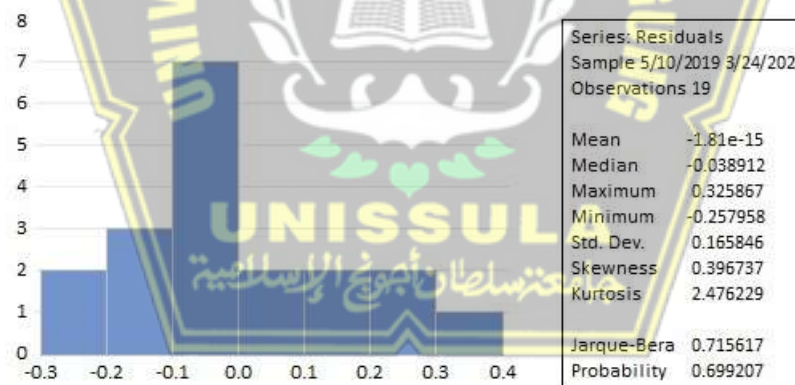 8
7
6
5
4
3
2
1
0
-0.3 -0.2 -0.1 0.0 0.1 0.2 0.3 0.4
Series: Residuals
Sample 5/10/2019 3/24/202
Observations 19
Mean -1.81e-15
Median -0.038912
Maximum 0.325867
Minimum -0.257958
Std. Dev. 0.165846
Skewness 0.396737
Kurtosis 2.476229
Jarque-Bera 0.715617
Probability 0.699207
UNISSULA
جامعة سلطان أجونج الإسلامية